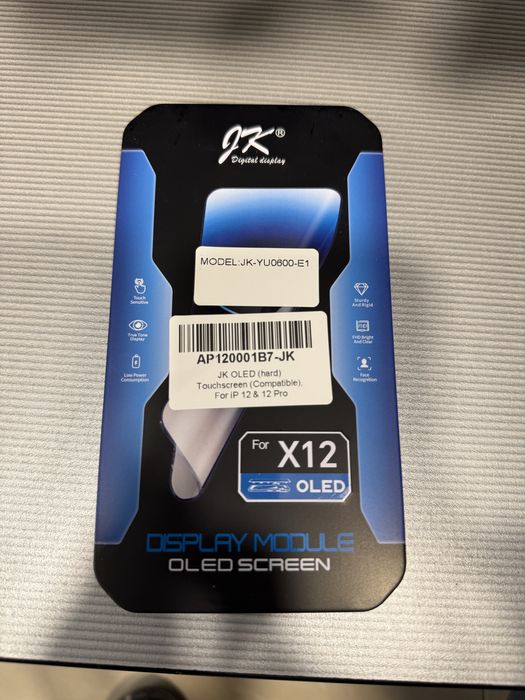 JK®
Digital display
MODEL:JK-YU0600-E1
Touch
Sensitive
True Tone
Display
Low Power
Consumption
Sturdy
And Rigid
FHD
FHD Bright
And Clear
Face
Recognition
AP120001B7-JK
JK OLED (hard)
Touchscreen (Compatible),
For iP 12 & 12 Pro
For X12
OLED
DISPLAY MODULE
OLED SCREEN